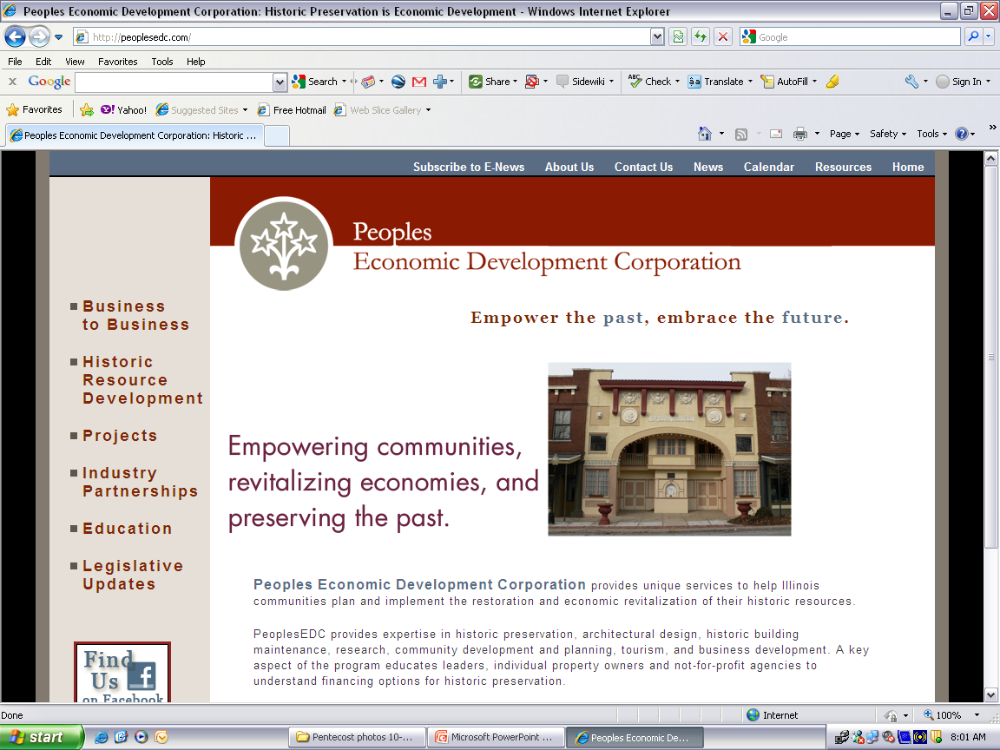 Peoples Economic Development Corporation: Historic Preservation is Economic Development - Windows Internet Explorer
http://peoplesedc.com/
Google
File Edit View Favorites Tools Help
x Google Search Share Sidewiki ABC Check Translate AutoFill Sign In
Favorites Yahoo! Suggested Sites Free Hotmail Web Slice Gallery
Peoples Economic Development Corporation: Historic ... Page Safety Tools
Subscribe to E-News About Us Contact Us News Calendar Resources Home
Peoples
Economic Development Corporation
Empower the past, embrace the future.
Business
to Business
Historic
Resource
Development
Projects
Industry
Partnerships
Education
Legislative
Updates
Find
Us
on Facebook
Empowering communities,
revitalizing economies, and
preserving the past.
Peoples Economic Development Corporation provides unique services to help Illinois
communities plan and implement the restoration and economic revitalization of their historic resources.
PeoplesEDC provides expertise in historic preservation, architectural design, historic building
maintenance, research, community development and planning, tourism, and business development. A key
aspect of the program educates leaders, individual property owners and not-for-profit agencies to
understand financing options for historic preservation.
Done Internet 100%
start Pentecost photos 10-... Microsoft PowerPoint ... Peoples Economic De... 8:01 AM